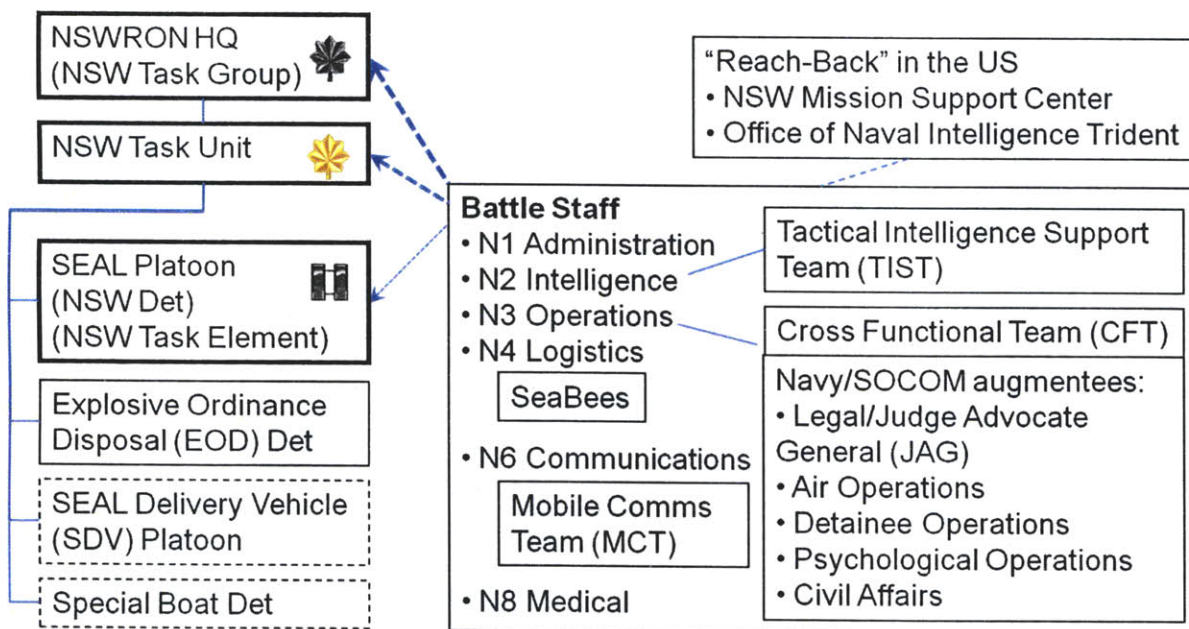 NSWRON HQ
(NSW Task Group)
NSW Task Unit
SEAL Platoon
(NSW Det)
(NSW Task Element)
Explosive Ordinance
Disposal (EOD) Det
SEAL Delivery Vehicle
(SDV) Platoon
Special Boat Det
“Reach-Back” in the US
• NSW Mission Support Center
• Office of Naval Intelligence Trident
Battle Staff
• N1 Administration
• N2 Intelligence
• N3 Operations
• N4 Logistics
SeaBees
• N6 Communications
Mobile Comms
Team (MCT)
• N8 Medical
Tactical Intelligence Support
Team (TIST)
Cross Functional Team (CFT)
Navy/SOCOM augmentees:
• Legal/Judge Advocate
General (JAG)
• Air Operations
• Detainee Operations
• Psychological Operations
• Civil Affairs